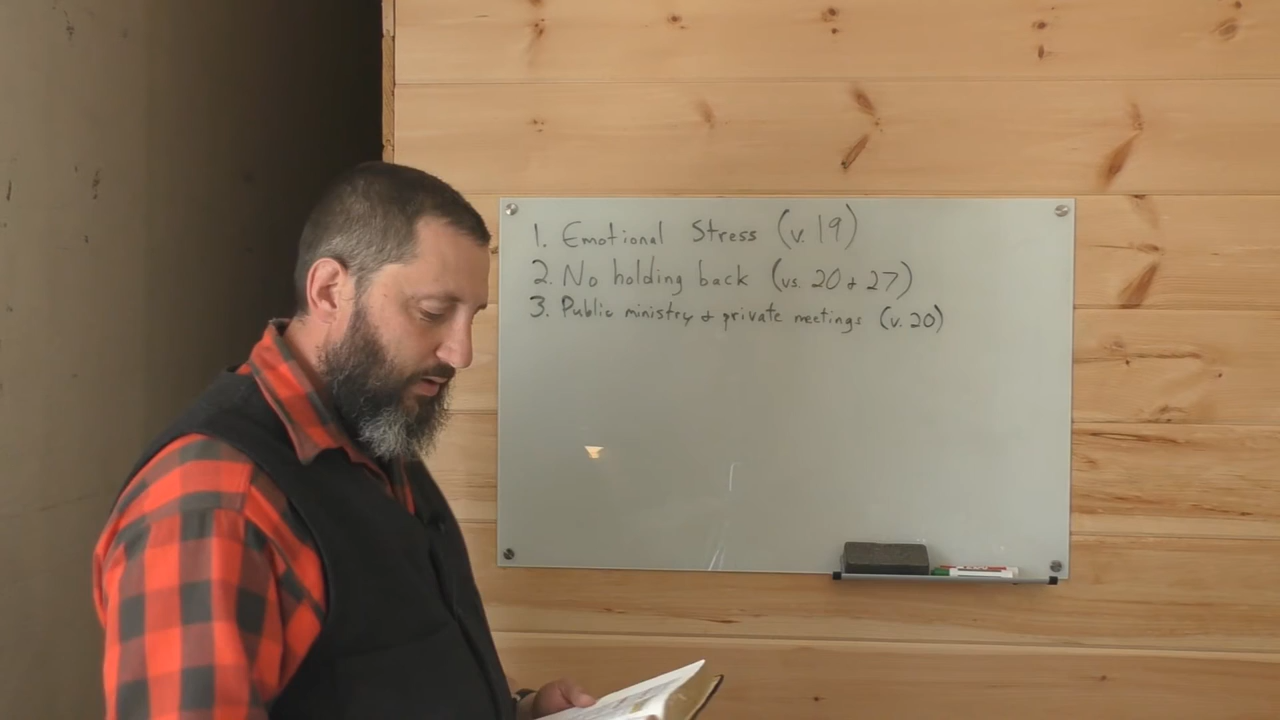 1. Emotional Stress (v. 19)
2. No holding back (vs. 20 & 27)
3. Public ministry & private meetings (v. 20)